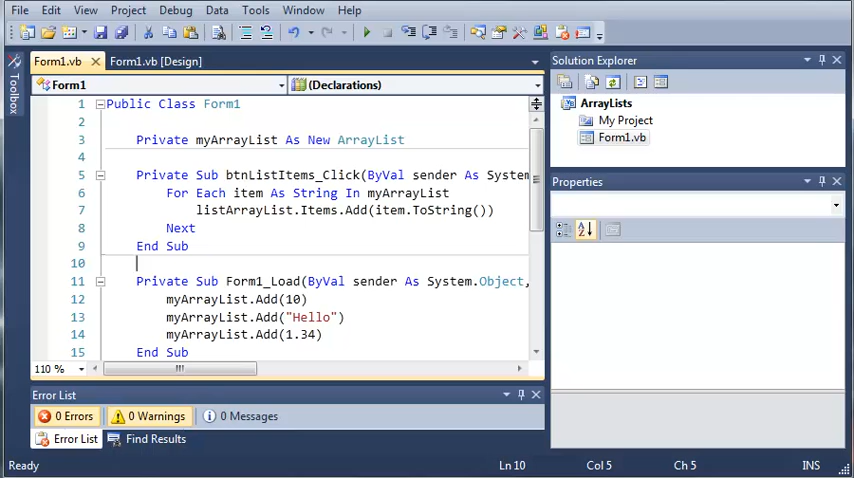 File Edit View Project Debug Data Tools Window Help
Form1.vb Form1.vb [Design]
Toolbox
Form1 (Declarations)
1 Public Class Form1
2
3 Private myArrayList As New ArrayList
4
5 Private Sub btnListItems_Click(ByVal sender As System
6 For Each item As String In myArrayList
7 listArrayList.Items.Add(item.ToString())
8 Next
9 End Sub
10
11 Private Sub Form1_Load(ByVal sender As System.Object,
12 myArrayList.Add(10)
13 myArrayList.Add("Hello")
14 myArrayList.Add(1.34)
15 End Sub
110 %
Solution Explorer
ArrayLists
My Project
Form1.vb
Properties
Error List
0 Errors 0 Warnings 0 Messages
Error List Find Results
Ready Ln 10 Col 5 Ch 5 INS